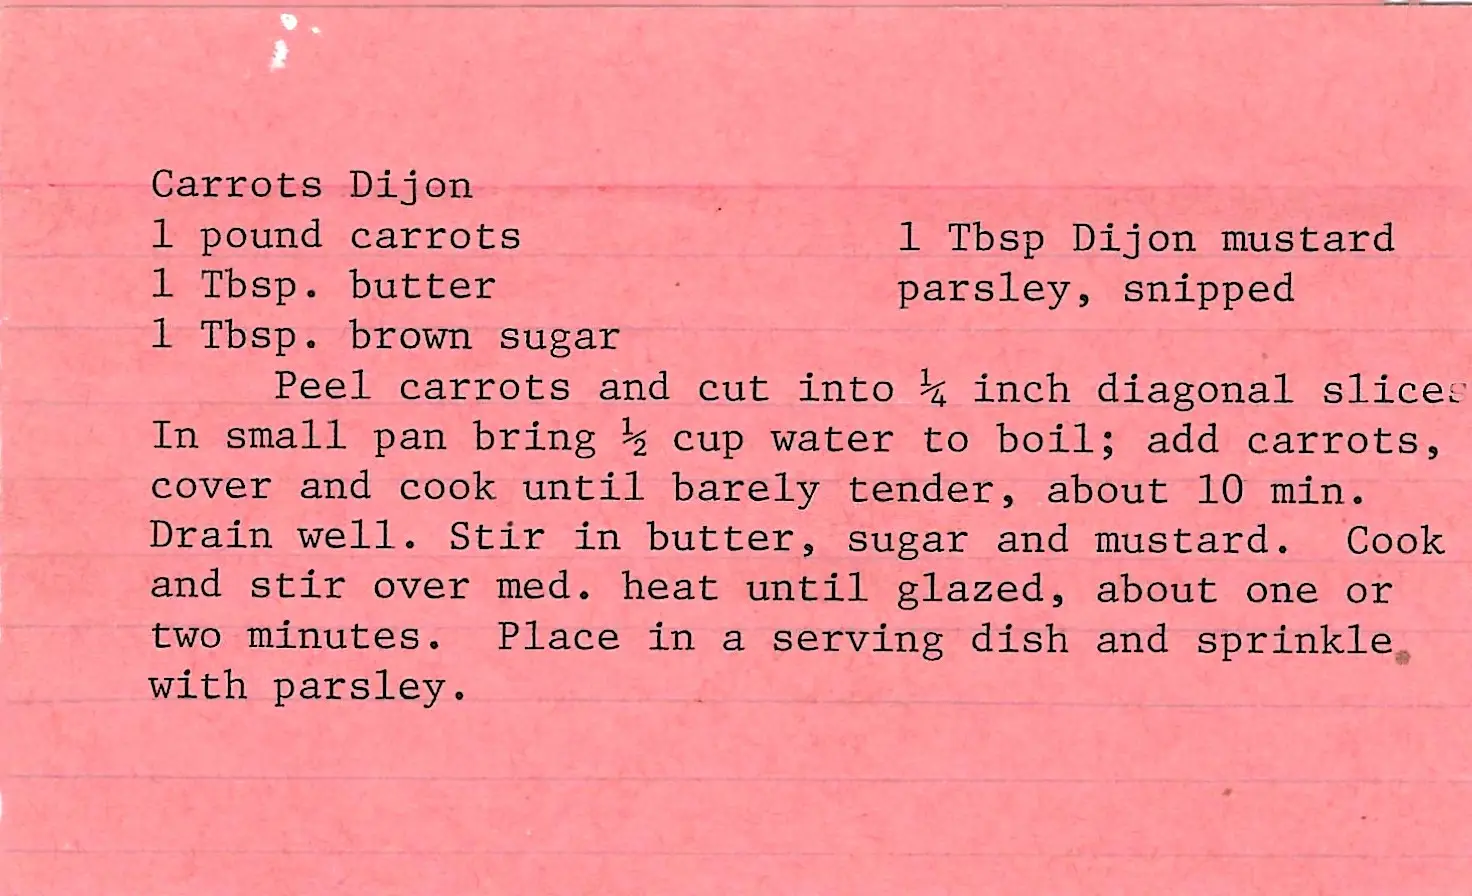 Carrots Dijon
1 pound carrots 1 Tbsp Dijon mustard
1 Tbsp. butter parsley, snipped
1 Tbsp. brown sugar
Peel carrots and cut into ¼ inch diagonal slices
In small pan bring ½ cup water to boil; add carrots,
cover and cook until barely tender, about 10 min.
Drain well. Stir in butter, sugar and mustard. Cook
and stir over med. heat until glazed, about one or
two minutes. Place in a serving dish and sprinkle
with parsley.